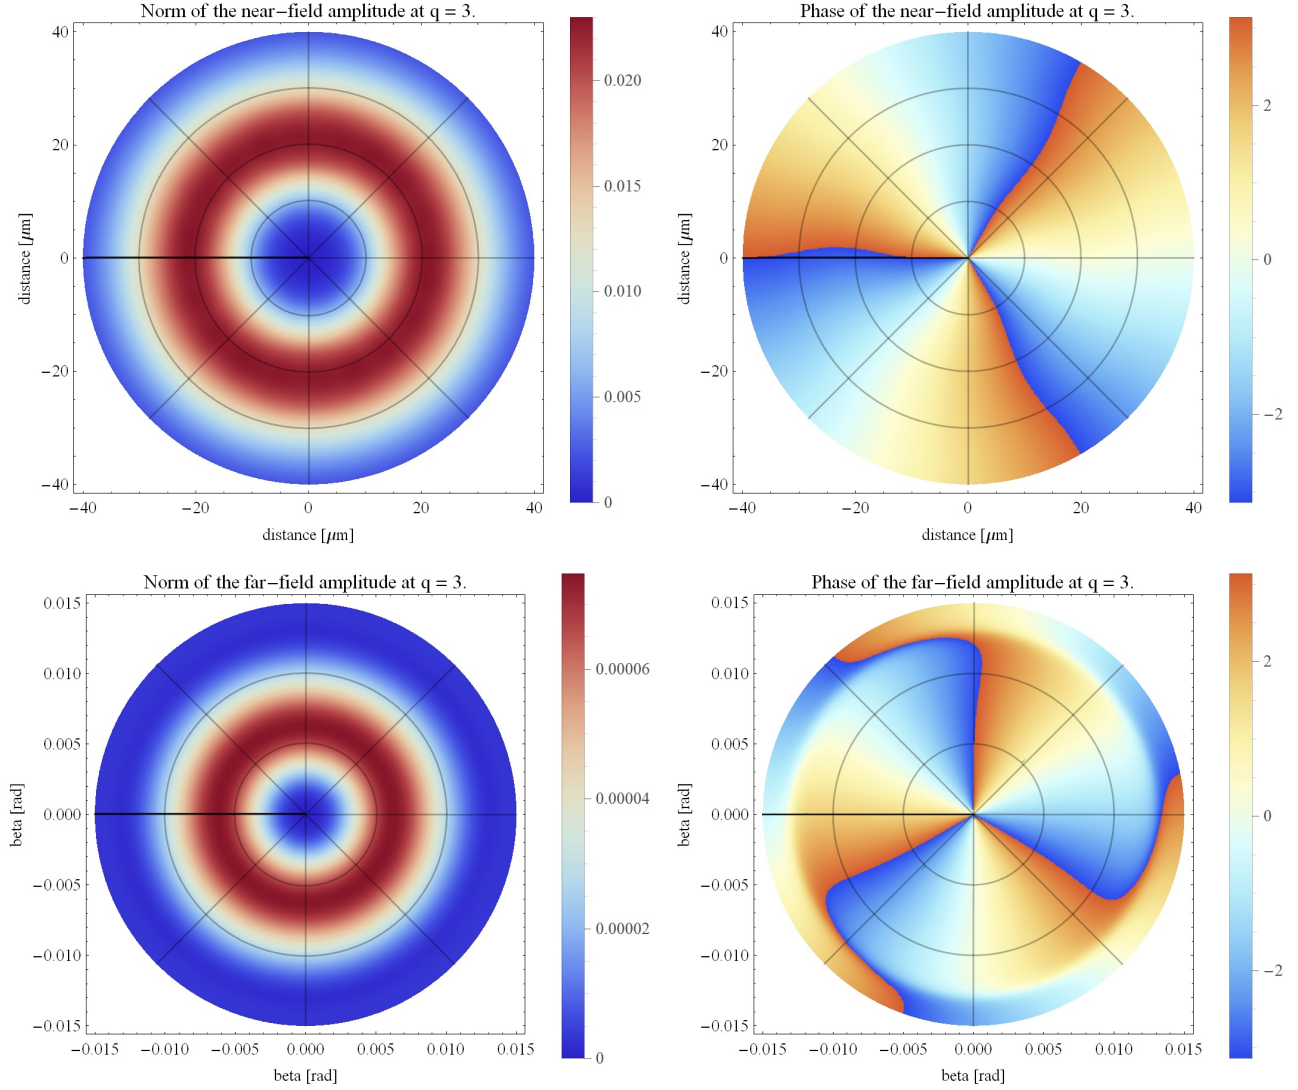 Norm of the near−field amplitude at q = 3.
40
20
0
−20
−40
distance [μm]
−40 −20 0 20 40
distance [μm]
0.020
0.015
0.010
0.005
0
Phase of the near−field amplitude at q = 3.
40
20
0
−20
−40
distance [μm]
−40 −20 0 20 40
distance [μm]
2
0
−2
Norm of the far−field amplitude at q = 3.
0.015
0.010
0.005
0.000
−0.005
−0.010
−0.015
beta [rad]
−0.015 −0.010 −0.005 0.000 0.005 0.010 0.015
beta [rad]
0.00006
0.00004
0.00002
0
Phase of the far−field amplitude at q = 3.
0.015
0.010
0.005
0.000
−0.005
−0.010
−0.015
beta [rad]
−0.015 −0.010 −0.005 0.000 0.005 0.010 0.015
beta [rad]
2
0
−2